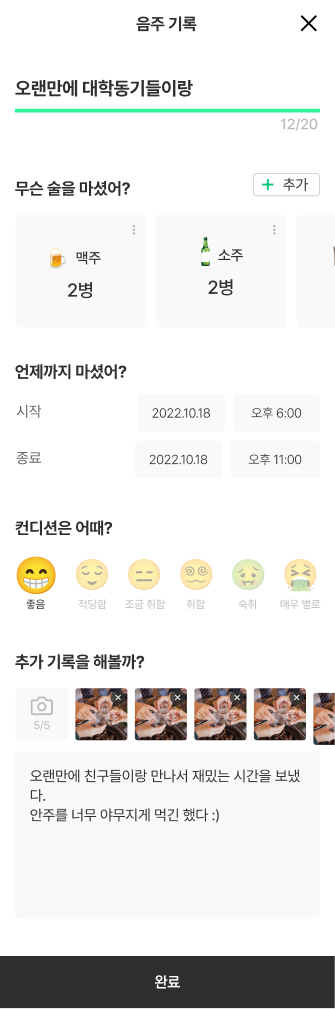 음주 기록
오랜만에 대학동기들이랑
12/20
무슨 술을 마셨어?
+ 추가
맥주
2병
소주
2병
언제까지 마셨어?
시작
2022.10.18
오후 6:00
종료
2022.10.18
오후 11:00
컨디션은 어때?
좋음
적당함
조금 취함
취함
숙취
매우 별로
추가 기록을 해볼까?
5/5
오랜만에 친구들이랑 만나서 재밌는 시간을 보냈
다.
안주를 너무 야무지게 먹긴 했다 :)
완료